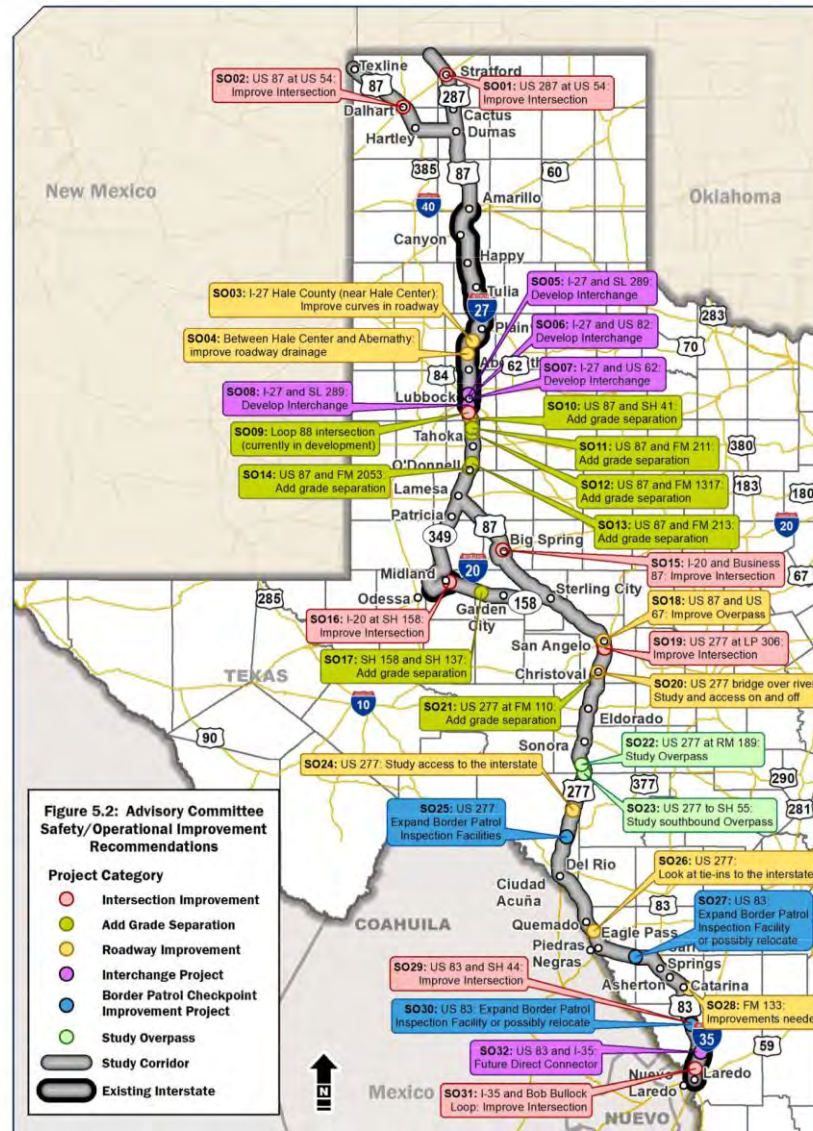 Texline
87
SO02: US 87 at US 54:
Improve Intersection
Stratford
SO01: US 287 at US 54:
Improve Intersection
287
Dalhart
Cactus
Hartley
Dumas
385
87
60
New Mexico
Oklahoma
40
Amarillo
Canyon
Happy
Tulia
SO03: I-27 Hale County (near Hale Center):
Improve curves in roadway
SO05: I-27 and SL 289:
Develop Interchange
27
283
Plain
SO04: Between Hale Center and Abernathy:
improve roadway drainage
SO06: I-27 and US 82:
Develop Interchange
70
84
62
SO07: I-27 and US 62:
Develop Interchange
SO08: I-27 and SL 289:
Develop Interchange
Lubbock
SO10: US 87 and SH 41:
Add grade separation
SO09: Loop 88 intersection
(currently in development)
Tahoka
SO11: US 87 and FM 211:
Add grade separation
380
SO14: US 87 and FM 2053:
Add grade separation
O'Donnell
SO12: US 87 and FM 1317:
Add grade separation
183
180
Lamesa
SO13: US 87 and FM 213:
Add grade separation
Patricia
20
349
87
Big Spring
SO15: I-20 and Business
87: Improve Intersection
67
20
Midland
Odessa
285
Garden
City
158
Sterling City
SO16: I-20 at SH 158:
Improve Intersection
SO18: US 87 and US
67: Improve Overpass
San Angelo
SO19: US 277 at LP 306:
Improve Intersection
SO17: SH 158 and SH 137:
Add grade separation
TEXAS
Christoval
SO20: US 277 bridge over river
Study and access on and off
10
SO21: US 277 at FM 110:
Add grade separation
Eldorado
90
Sonora
SO22: US 277 at RM 189:
Study Overpass
SO24: US 277: Study access to the interstate
290
377
277
281
SO23: US 277 to SH 55:
Study southbound Overpass
SO25: US 277:
Expand Border Patrol
Inspection Facilities
Del Rio
SO26: US 277:
Look at tie-ins to the interstate
Ciudad
Acuña
83
SO27: US 83:
Expand Border Patrol
Inspection Facility
or possibly relocate
COAHUILA
Quemado
Eagle Pass
Piedras
Negras
Springs
Asherton
Catarina
SO29: US 83 and SH 44:
Improve Intersection
83
SO28: FM 133:
Improvements neede
SO30: US 83: Expand Border Patrol
Inspection Facility or possibly relocate
35
59
SO32: US 83 and I-35:
Future Direct Connector
Nuevo
Laredo
Laredo
Mexico
SO31: I-35 and Bob Bullock
Loop: Improve Intersection
NUEVO
Figure 5.2: Advisory Committee
Safety/Operational Improvement
Recommendations
Project Category
Intersection Improvement
Add Grade Separation
Roadway Improvement
Interchange Project
Border Patrol Checkpoint
Improvement Project
Study Overpass
Study Corridor
Existing Interstate
N